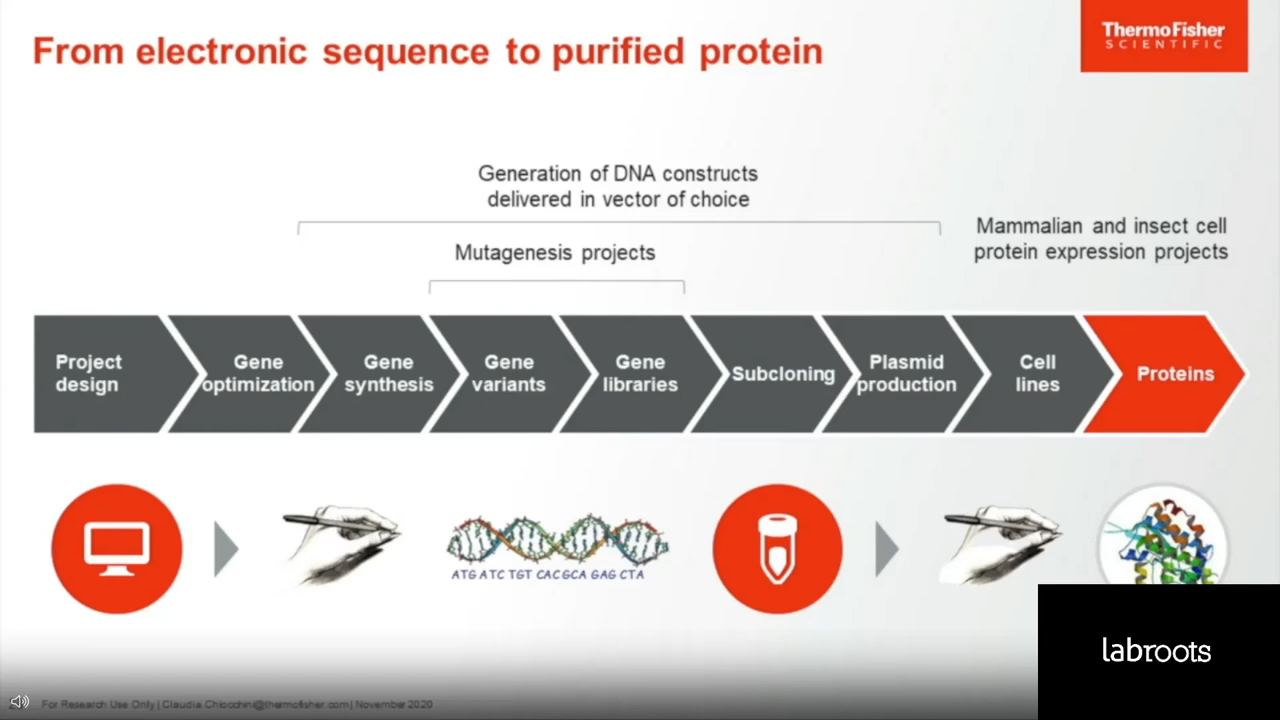 From electronic sequence to purified protein
ThermoFisher
SCIENTIFIC
Generation of DNA constructs
delivered in vector of choice
Mammalian and insect cell
protein expression projects
Mutagenesis projects
Project
design
Gene
optimization
Gene
synthesis
Gene
variants
Gene
libraries
Subcloning
Plasmid
production
Cell
lines
Proteins
ATG ATC TGT CAC GCA GAG CTA
labroots
For Research Use Only | Claudia.Chiocchini@thermofisher.com | November 2020